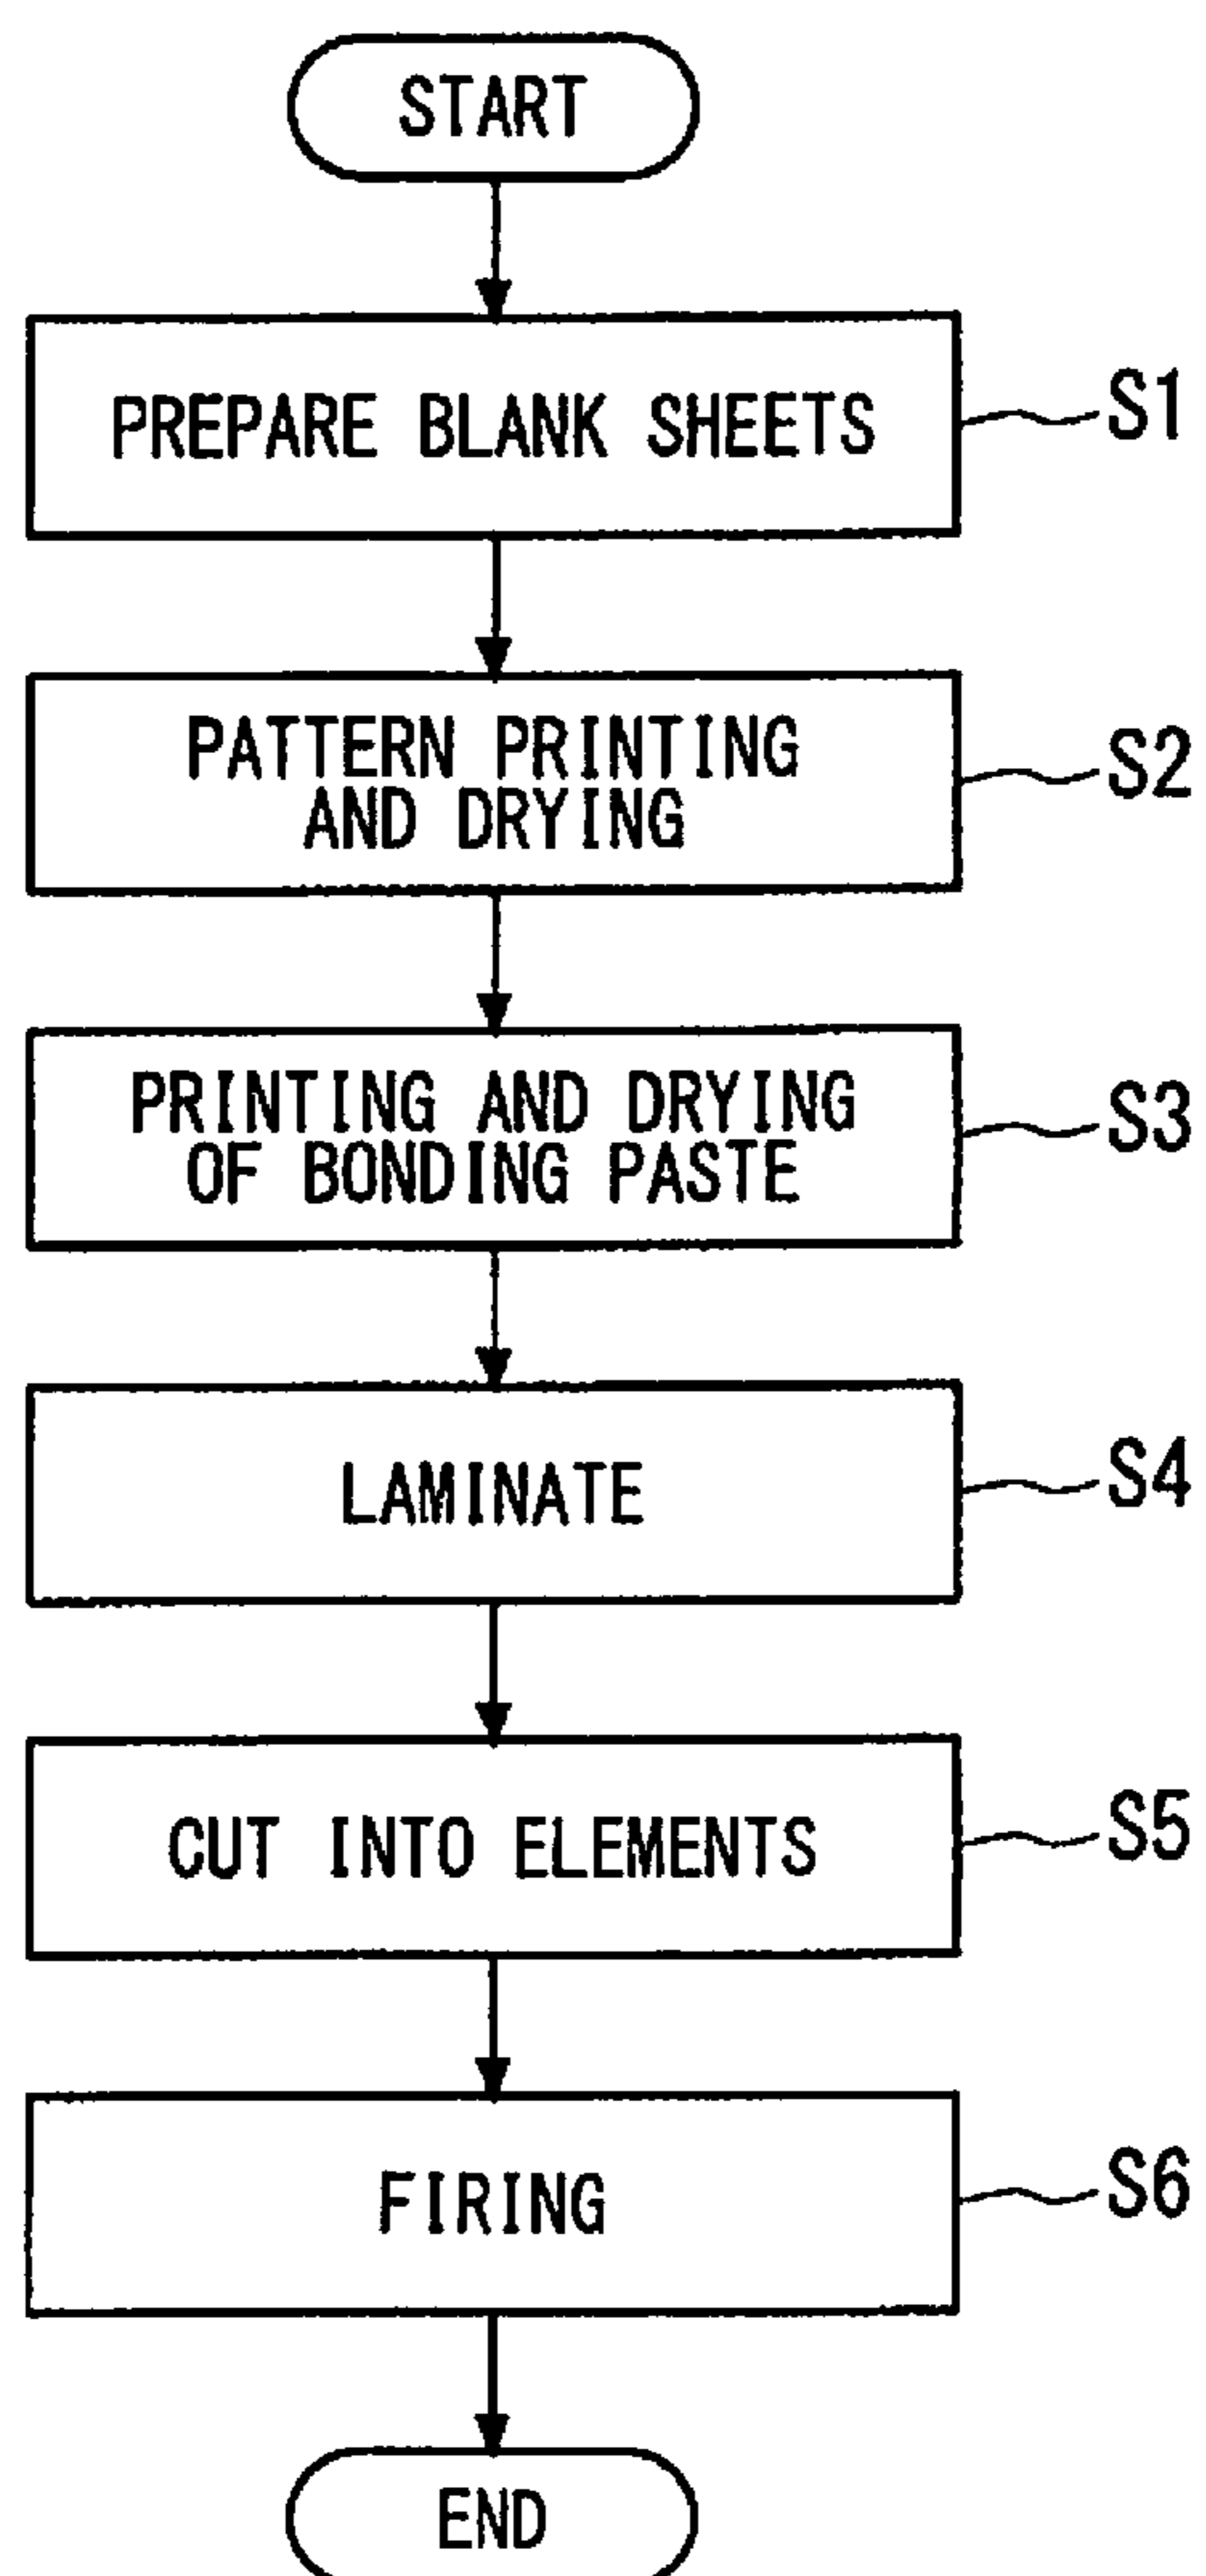 START
PREPARE BLANK SHEETS
S1
PATTERN PRINTING
AND DRYING
S2
PRINTING AND DRYING
OF BONDING PASTE
S3
LAMINATE
S4
CUT INTO ELEMENTS
S5
FIRING
S6
END